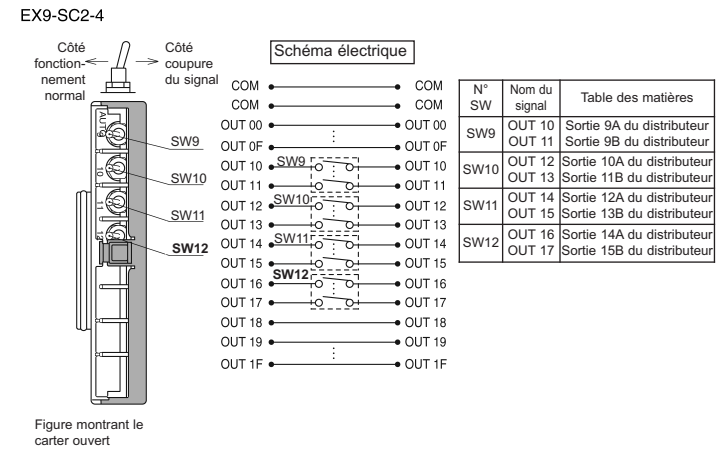 EX9-SC2-4
Côté
fonction-
nement
normal
Côté
coupure
du signal
AUTO
9
10
11
SW9
SW10
SW11
SW12
Figure montrant le
carter ouvert
Schéma électrique
COM COM
COM COM
OUT 00 OUT 00
OUT 0F OUT 0F
OUT 10 SW9 OUT 10
OUT 11 OUT 11
OUT 12 SW10 OUT 12
OUT 13 OUT 13
OUT 14 SW11 OUT 14
OUT 15 OUT 15
SW12
OUT 16 OUT 16
OUT 17 OUT 17
OUT 18 OUT 18
OUT 19 OUT 19
OUT 1F OUT 1F
N° SW Nom du signal Table des matières
SW9 OUT 10 Sortie 9A du distributeur
OUT 11 Sortie 9B du distributeur
SW10 OUT 12 Sortie 10A du distributeur
OUT 13 Sortie 11B du distributeur
SW11 OUT 14 Sortie 12A du distributeur
OUT 15 Sortie 13B du distributeur
SW12 OUT 16 Sortie 14A du distributeur
OUT 17 Sortie 15B du distributeur